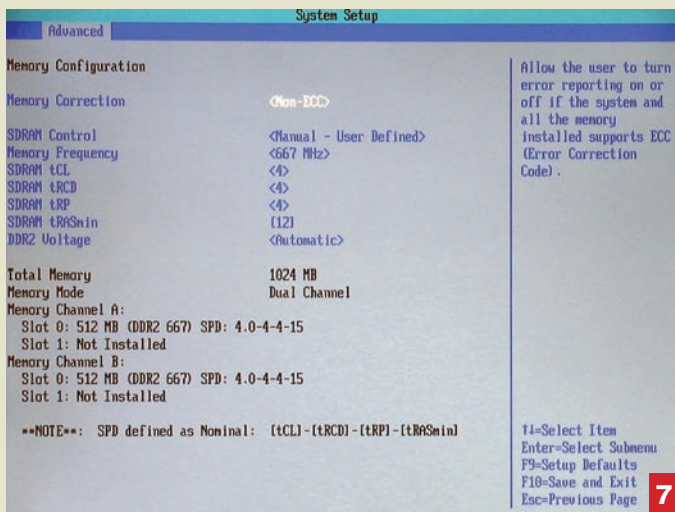 System Setup
Advanced
Memory Configuration
Memory Correction <Non-ECC>
SDRAM Control <Manual - User Defined>
Memory Frequency <667 MHz>
SDRAM tCL <4>
SDRAM tRCD <4>
SDRAM tRP <4>
SDRAM tRASmin [12]
DDR2 Voltage <Automatic>
Total Memory 1024 MB
Memory Mode Dual Channel
Memory Channel A:
Slot 0: 512 MB (DDR2 667) SPD: 4.0-4-4-15
Slot 1: Not Installed
Memory Channel B:
Slot 0: 512 MB (DDR2 667) SPD: 4.0-4-4-15
Slot 1: Not Installed
**NOTE**: SPD defined as Nominal: [tCL]-[tRCD]-[tRP]-[tRASmin]
Allow the user to turn
error reporting on or
off if the system and
all the memory
installed supports ECC
(Error Correction
Code).
↑↓=Select Item
Enter=Select Submenu
F9=Setup Defaults
F10=Save and Exit
Esc=Previous Page
7